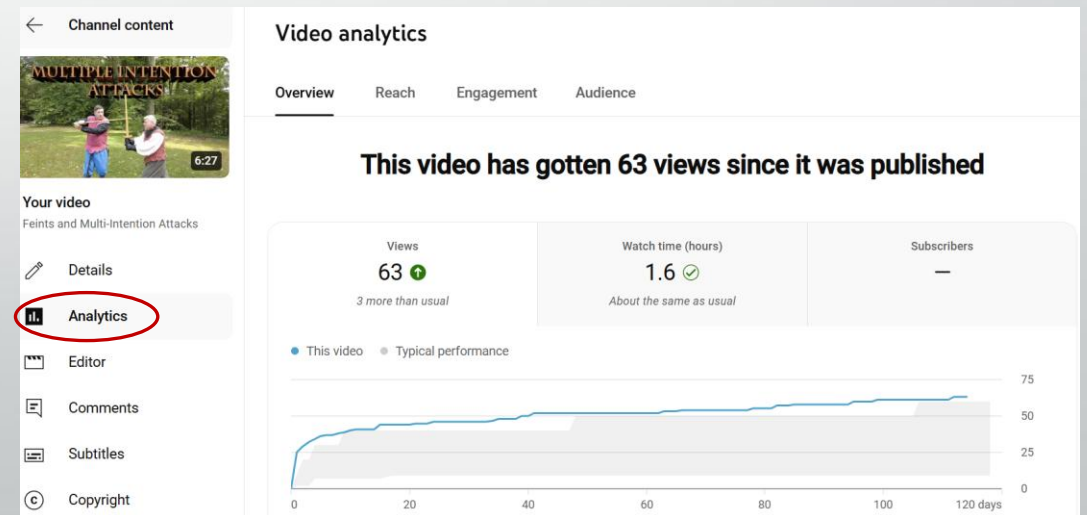 Channel content
MULTIPLE INTENTION
ATTACKS
6:27
Your video
Feints and Multi-Intention Attacks
Details
Analytics
Editor
Comments
Subtitles
Copyright
Video analytics
Overview Reach Engagement Audience
This video has gotten 63 views since it was published
Views
63
3 more than usual
Watch time (hours)
1.6
About the same as usual
Subscribers
—
This video Typical performance
75
50
25
0
0 20 40 60 80 100 120 days